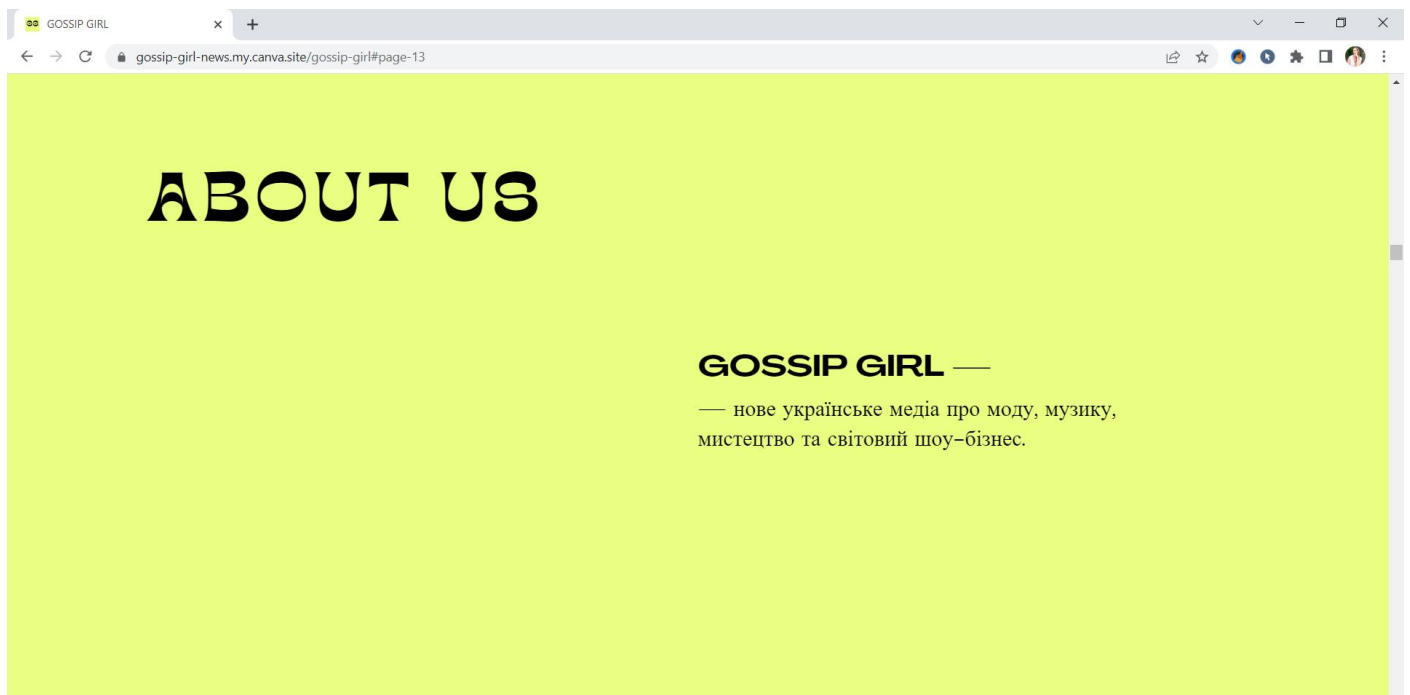 GOSSIP GIRL
gossip-girl-news.my.canva.site/gossip-girl#page-13
ABOUT US
GOSSIP GIRL —
— нове українське медіа про моду, музику,
мистецтво та світовий шоу-бізнес.